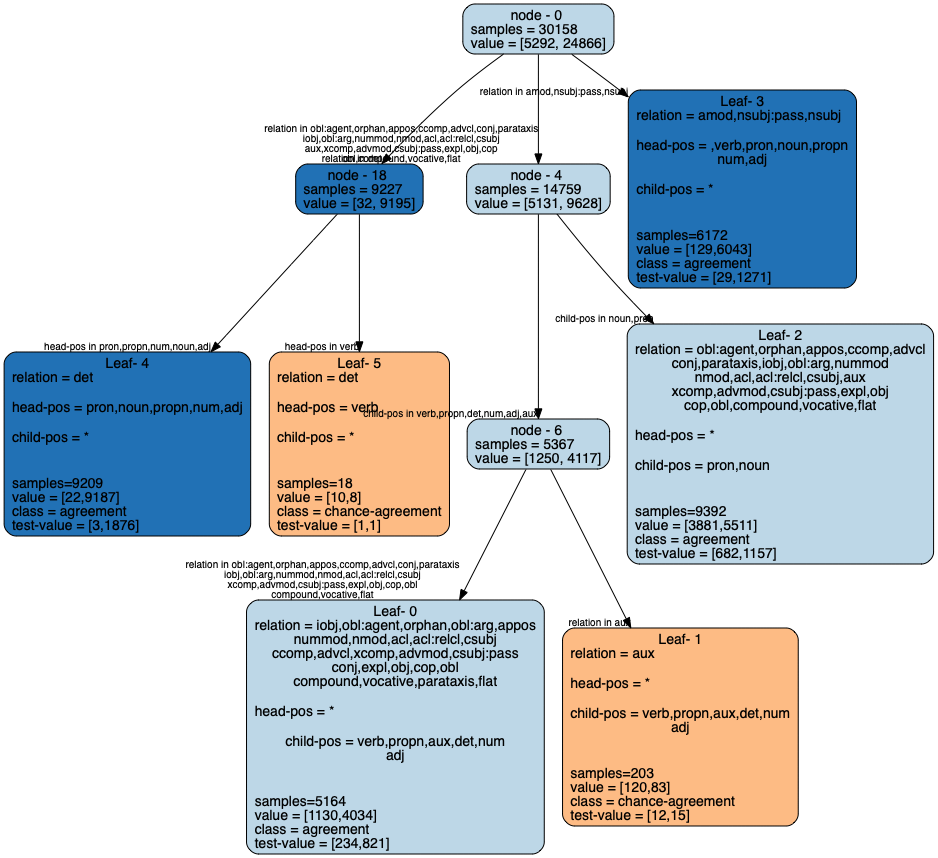 node - 0
samples = 30158
value = [5292, 24866]
relation in amod,nsubj:pass,nsubj
Leaf- 3
relation = amod,nsubj:pass,nsubj
head-pos = ,verb,pron,noun,propn
num,adj
child-pos = *
samples=6172
value = [129,6043]
class = agreement
test-value = [29,1271]
relation in obl:agent,orphan,appos,ccomp,advcl,conj,parataxis
iobj,obl:arg,nummod,nmod,acl,acl:relcl,csubj
aux,xcomp,advmod,csubj:pass,expl,obj,cop
obl,compound,vocative,flat
relation in det
node - 18
samples = 9227
value = [32, 9195]
node - 4
samples = 14759
value = [5131, 9628]
head-pos in pron,propn,num,noun,adj
Leaf- 4
relation = det
head-pos = pron,noun,propn,num,adj
child-pos = *
samples=9209
value = [22,9187]
class = agreement
test-value = [3,1876]
head-pos in verb
Leaf- 5
relation = det
head-pos = verb
child-pos = *
samples=18
value = [10,8]
class = chance-agreement
test-value = [1,1]
child-pos in noun,pron
Leaf- 2
relation = obl:agent,orphan,appos,ccomp,advcl
conj,parataxis,iobj,obl:arg,nummod
nmod,acl,acl:relcl,csubj,aux
xcomp,advmod,csubj:pass,expl,obj
cop,obl,compound,vocative,flat
head-pos = *
child-pos = pron,noun
samples=9392
value = [3881,5511]
class = agreement
test-value = [682,1157]
child-pos in verb,propn,det,num,adj,aux
node - 6
samples = 5367
value = [1250, 4117]
relation in obl:agent,orphan,appos,ccomp,advcl,conj,parataxis
iobj,obl:arg,nummod,nmod,acl,acl:relcl,csubj
xcomp,advmod,csubj:pass,expl,obj,cop,obl
compound,vocative,flat
Leaf- 0
relation = iobj,obl:agent,orphan,obl:arg,appos
nummod,nmod,acl,acl:relcl,csubj
ccomp,advcl,xcomp,advmod,csubj:pass
conj,expl,obj,cop,obl
compound,vocative,parataxis,flat
head-pos = *
child-pos = verb,propn,aux,det,num
adj
samples=5164
value = [1130,4034]
class = agreement
test-value = [234,821]
relation in aux
Leaf- 1
relation = aux
head-pos = *
child-pos = verb,propn,aux,det,num
adj
samples=203
value = [120,83]
class = chance-agreement
test-value = [12,15]